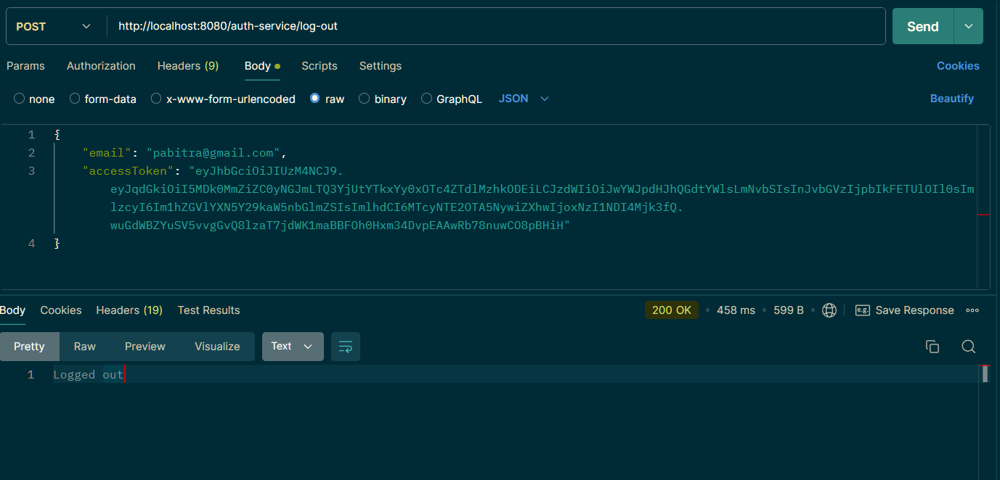 POST http://localhost:8080/auth-service/log-out Send
Params Authorization Headers (9) Body Scripts Settings Cookies
none form-data x-www-form-urlencoded raw binary GraphQL JSON Beautify
1 {
2 "email": "pabitra@gmail.com",
3 "accessToken": "eyJhbGciOiJIUzM4NCJ9.
eyJqdGkiOiI5MDk0MmZiZC0yNGJmLTQ3YjUtYTkxYy0xOTc4ZTdlMzhkODEiLCJzdWIiOiJwYWJpdHJhQGdtYWlsLmNvbSIsInJvbGVzIjpbIkFETUlOIl0sIm
lzcyI6Im1hZGVlYXN5Y29kaW5nbGlmZSIsImlhdCI6MTcyNTE2OTA5NywiZXhwIjoxNzI1NDI4Mjk3fQ.
wuGdWBZYuSV5vvgGvQ8lzaT7jdWK1maBBFOh0Hxm34DvpEAAwRb78nuwCO8pBHiH"
4 }
Body Cookies Headers (19) Test Results 200 OK 458 ms 599 B e.g. Save Response
Pretty Raw Preview Visualize Text
1 Logged out